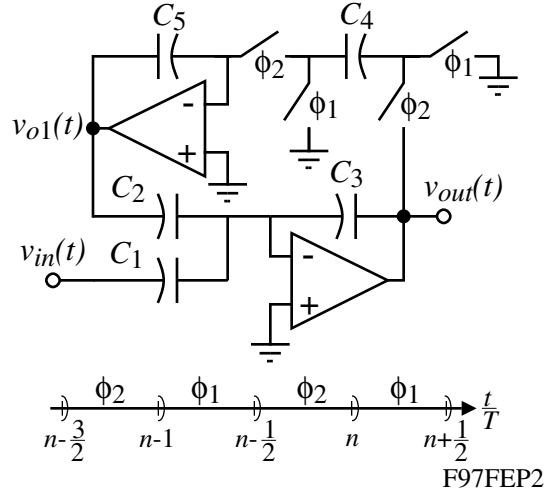 C5
C4
ϕ2
ϕ1
ϕ1
ϕ2
-
+
vo1(t)
C2
C3
vout(t)
vin(t)
C1
-
+
ϕ2 ϕ1 ϕ2 ϕ1 t/T
n-3/2 n-1 n-1/2 n n+1/2
F97FEP2